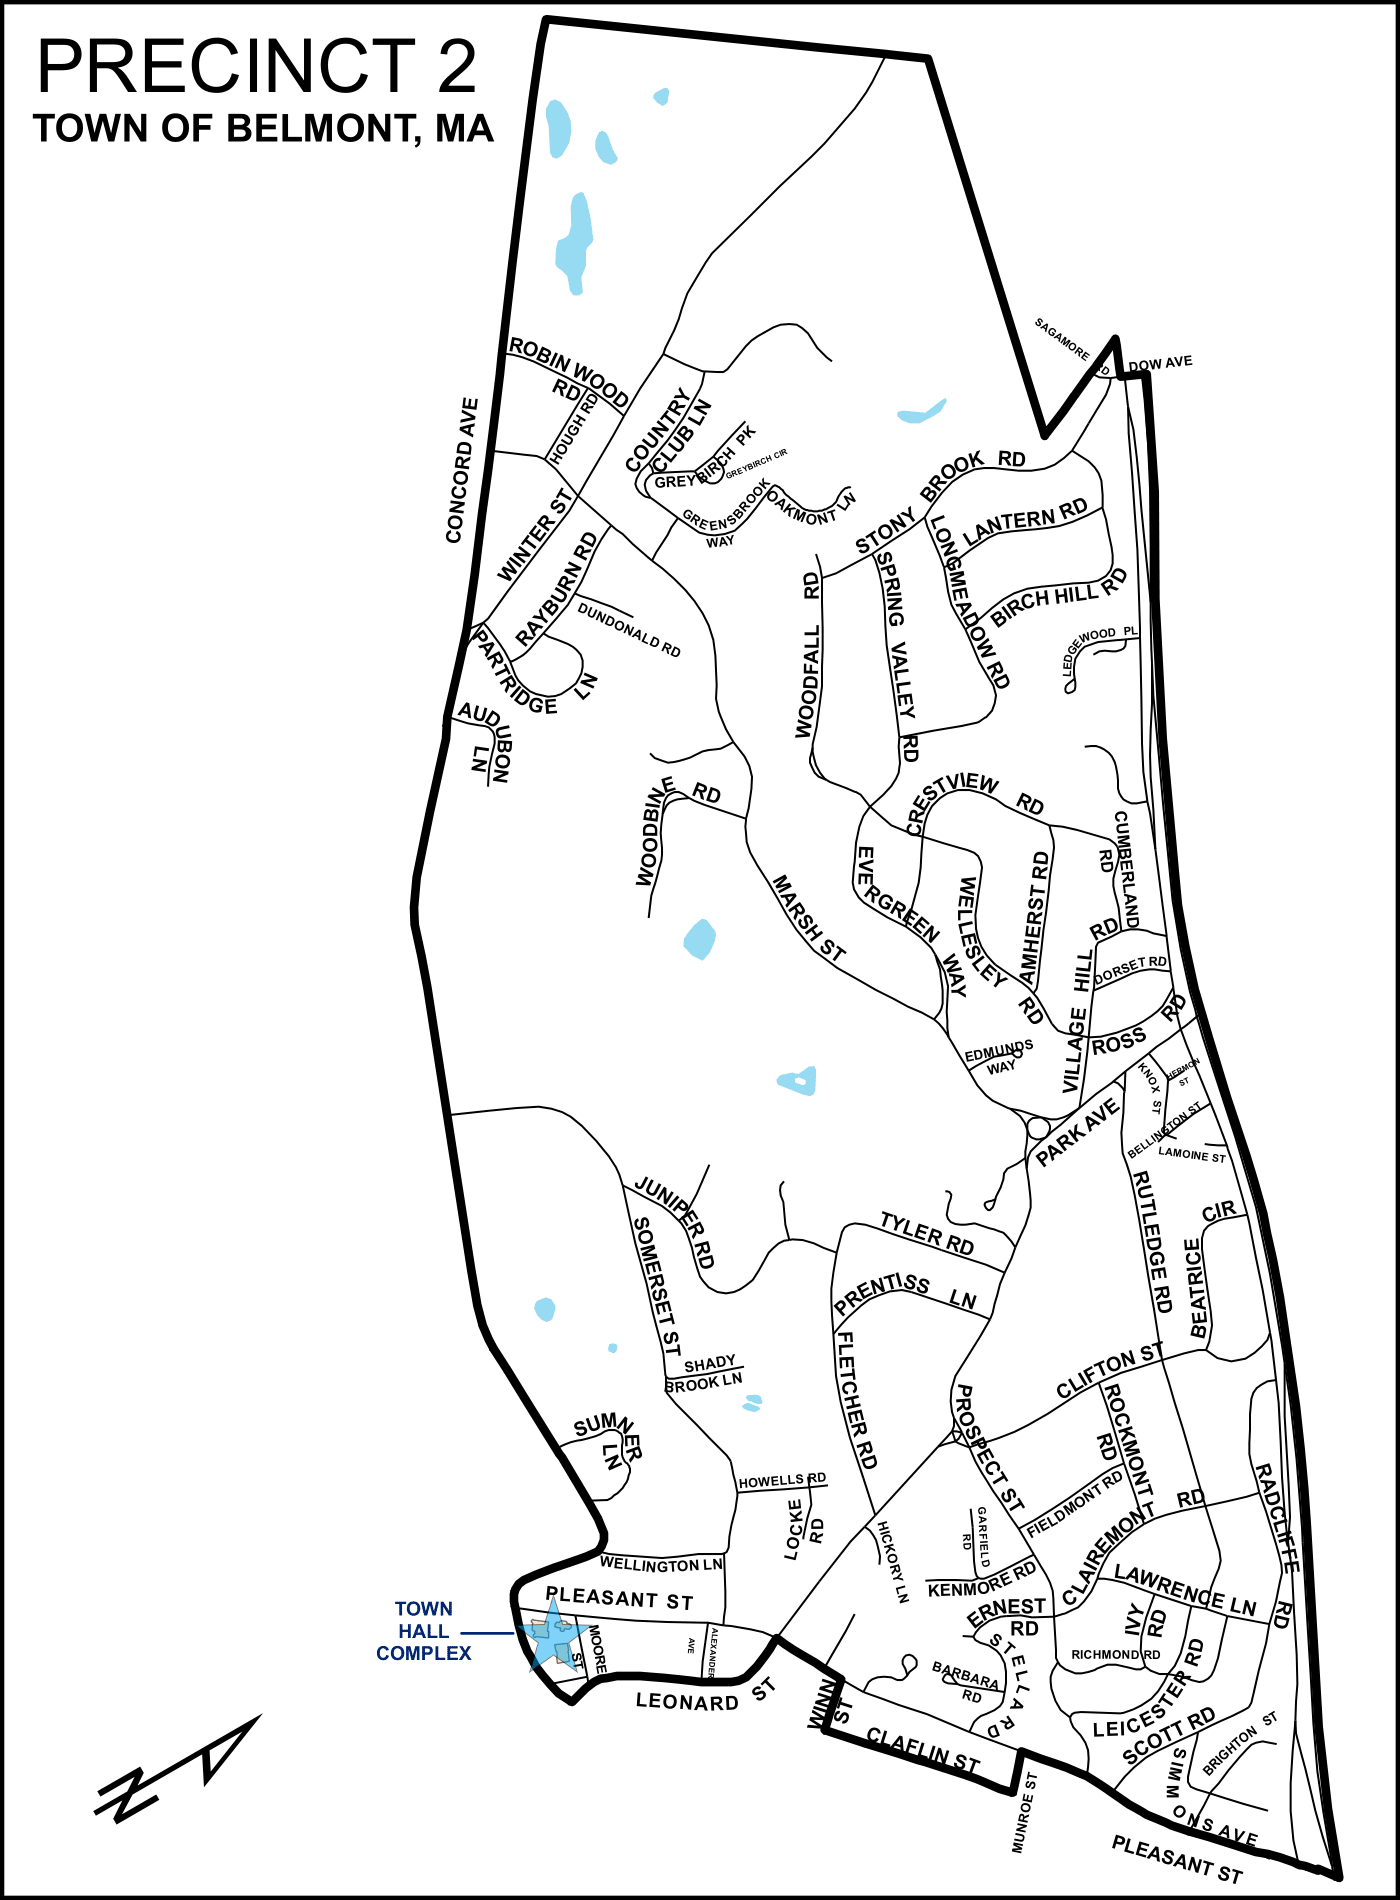 PRECINCT 2
TOWN OF BELMONT, MA
SAGAMORE RD
DOW AVE
ROBIN WOOD
RD
HOUGH RD
CONCORD AVE
COUNTRY
CLUB LN
GREYBIRCH PK
GREYBIRCH CIR
GREENSBROOK
WAY
OAKMONT LN
STONY BROOK RD
LANTERN RD
LONGMEADOW RD
BIRCH HILL RD
WINTER ST
RAYBURN RD
DUNDONALD RD
PARTRIDGE LN
WOODFALL RD
SPRING VALLEY RD
LEDGEWOOD PL
AUDUBON
LN
WOODBINE RD
CRESTVIEW RD
CUMBERLAND
RD
EVERGREEN WAY
MARSH ST
WELLESLEY RD
AMHERST RD
VILLAGE HILL RD
DORSET RD
ROSS RD
EDMUNDS
WAY
KNOX ST
HERMON
ST
PARK AVE
BELLINGTON ST
LAMOINE ST
JUNIPER RD
SOMERSET ST
TYLER RD
RUTLEDGE RD
BEATRICE CIR
PRENTISS LN
FLETCHER RD
SHADY
BROOK LN
CLIFTON ST
PROSPECT ST
ROCKMONT
RD
SUMNER
LN
HOWELLS RD
LOCKE
RD
FIELDMONT RD
CLAIREMONT RD
RADCLIFFE RD
HICKORY LN
GARFIELD
RD
KENMORE RD
WELLINGTON LN
LAWRENCE LN
PLEASANT ST
ERNEST
RD
IVY
RD
TOWN
HALL
COMPLEX
MOORE
ST
ALEXANDER
AVE
STELLA RD
RICHMOND RD
BARBARA
RD
LEICESTER RD
LEONARD ST
WINN
ST
CLAFLIN ST
SCOTT RD
BRIGHTON ST
SIMMONS AVE
MUNROE ST
PLEASANT ST
N